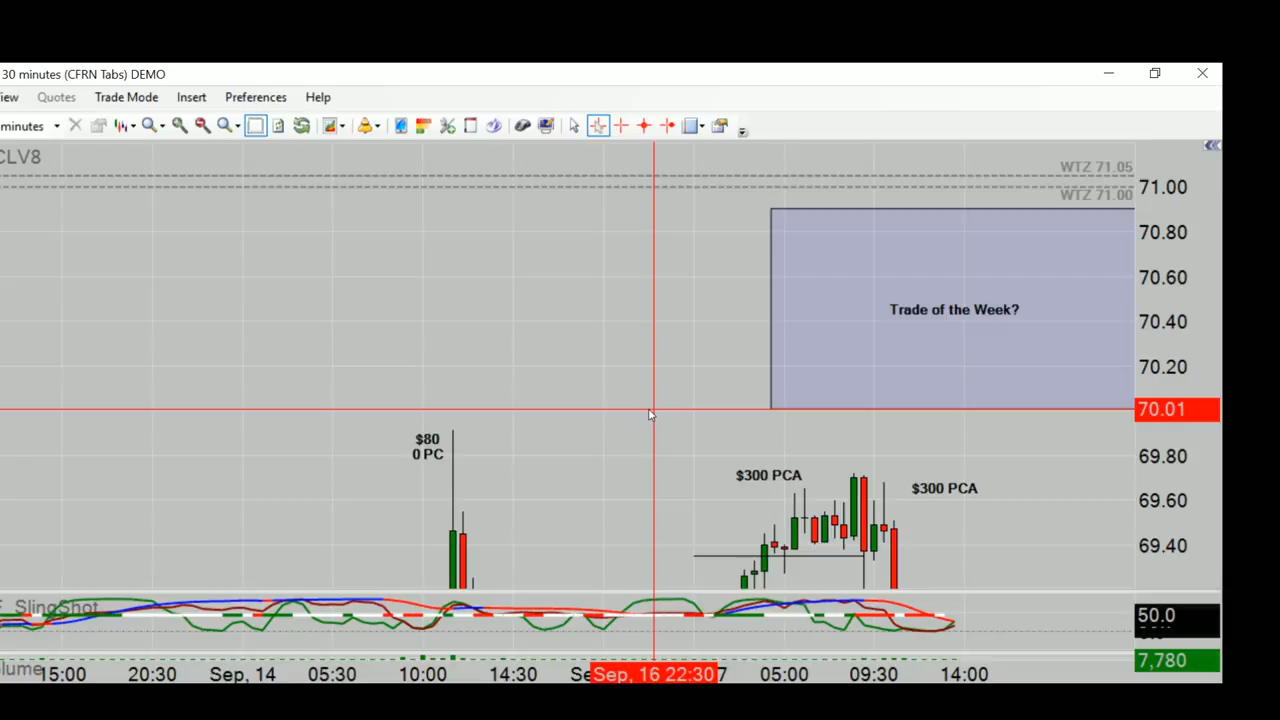 30 minutes (CFRN Tabs) DEMO
iew Quotes Trade Mode Insert Preferences Help
minutes
CLV8
WTZ 71.05
71.00
WTZ 71.00
70.80
70.60
Trade of the Week?
70.40
70.20
70.01
$80
0 PC
69.80
$300 PCA
$300 PCA
69.60
69.40
SlingShot
50.0
olume
7,780
15:00 20:30 Sep, 14 05:30 10:00 14:30 Se Sep, 16 22:30 7 05:00 09:30 14:00